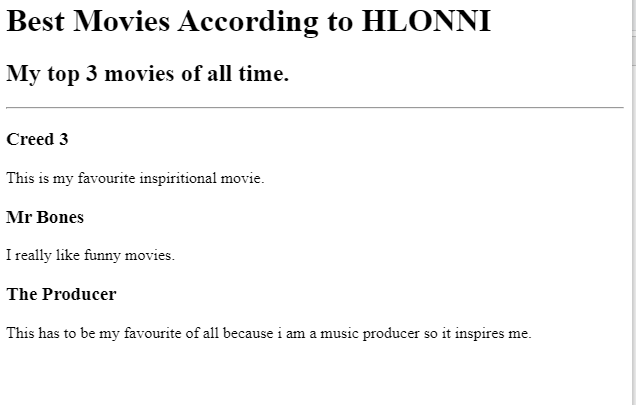 Best Movies According to HLONNI
My top 3 movies of all time.
Creed 3
This is my favourite inspiritional movie.
Mr Bones
I really like funny movies.
The Producer
This has to be my favourite of all because i am a music producer so it inspires me.